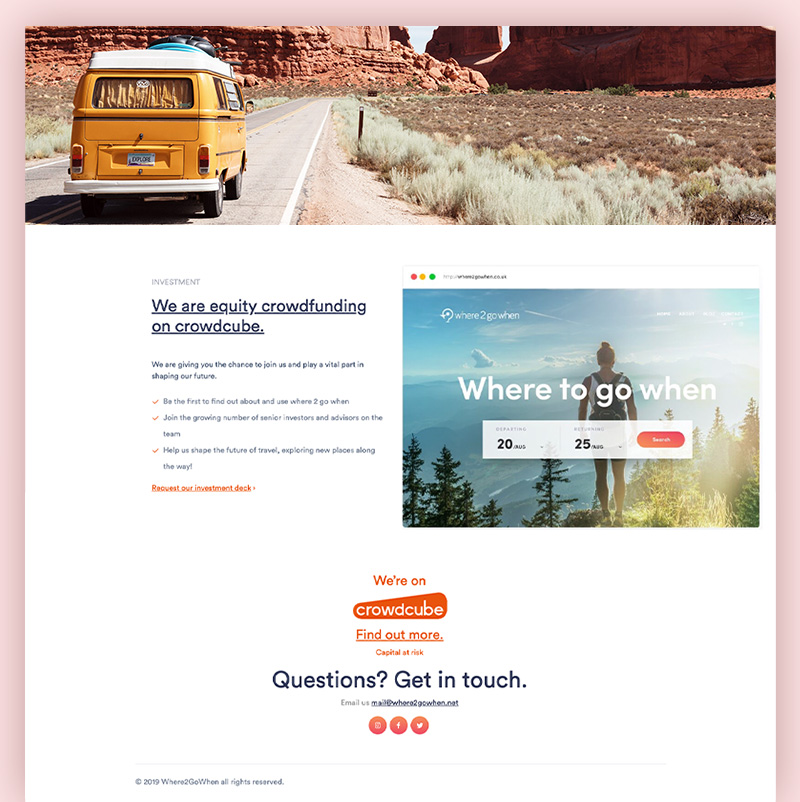 EXPLORE
INVESTMENT
We are equity crowdfunding
on crowdcube.
We are giving you the chance to join us and play a vital part in
shaping our future.
Be the first to find out about and use where 2 go when
Join the growing number of senior investors and advisors on the
team
Help us shape the future of travel, exploring new places along
the way!
Request our investment deck ›
http://where2gowhen.co.uk
where 2 go when
HOME ABOUT BLOG CONTACT
Where to go when
DEPARTING RETURNING
20/AUG 25/AUG Search
We're on
crowdcube
Find out more.
Capital at risk
Questions? Get in touch.
Email us mail@where2gowhen.net
© 2019 Where2GoWhen all rights reserved.